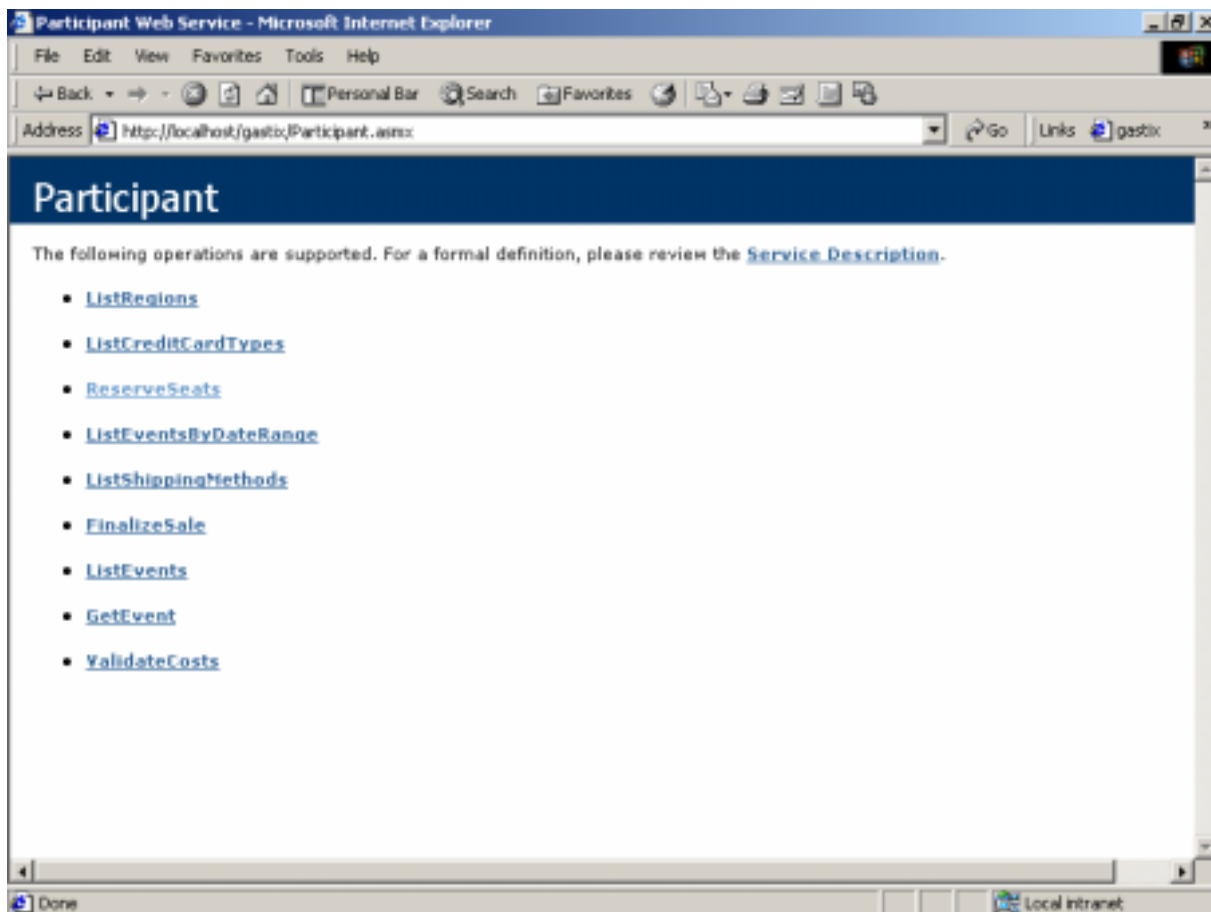 Participant Web Service - Microsoft Internet Explorer
File Edit View Favorites Tools Help
Back Personal Bar Search Favorites
Address http://localhost/gastix/Participant.asmx Go Links gastix
Participant
The following operations are supported. For a formal definition, please review the Service Description.
ListRegions
ListCreditCardTypes
ReserveSeats
ListEventsByDateRange
ListShippingMethods
FinalizeSale
ListEvents
GetEvent
ValidateCosts
Done Local intranet